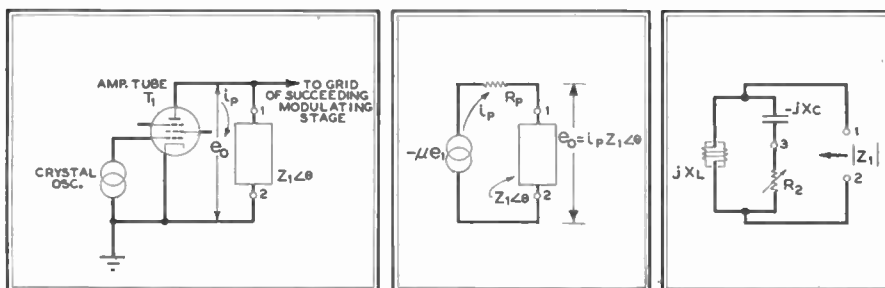 AMP. TUBE
T1
TO GRID
OF SUCCEEDING
MODULATING
STAGE
ip
1
eo
CRYSTAL
OSC.
Z1∠θ
2
Rp
ip
1
-μe1
eo=ipZ1∠θ
Z1∠θ
2
-jXc
1
3
|Z1|
jXL
R2
2